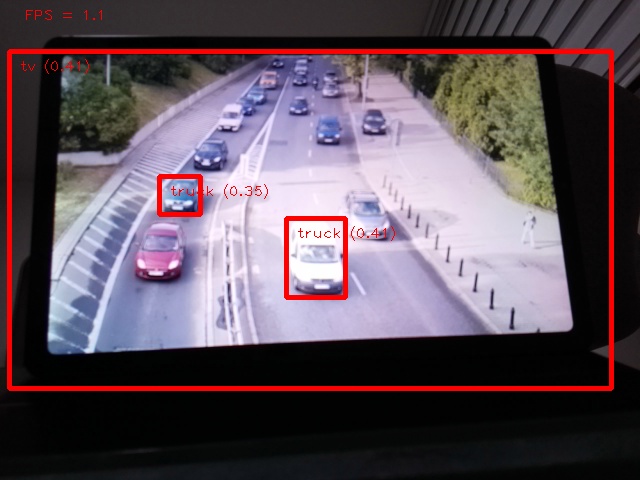 FPS = 1.1
tv (0.41)
truck (0.35)
truck (0.41)